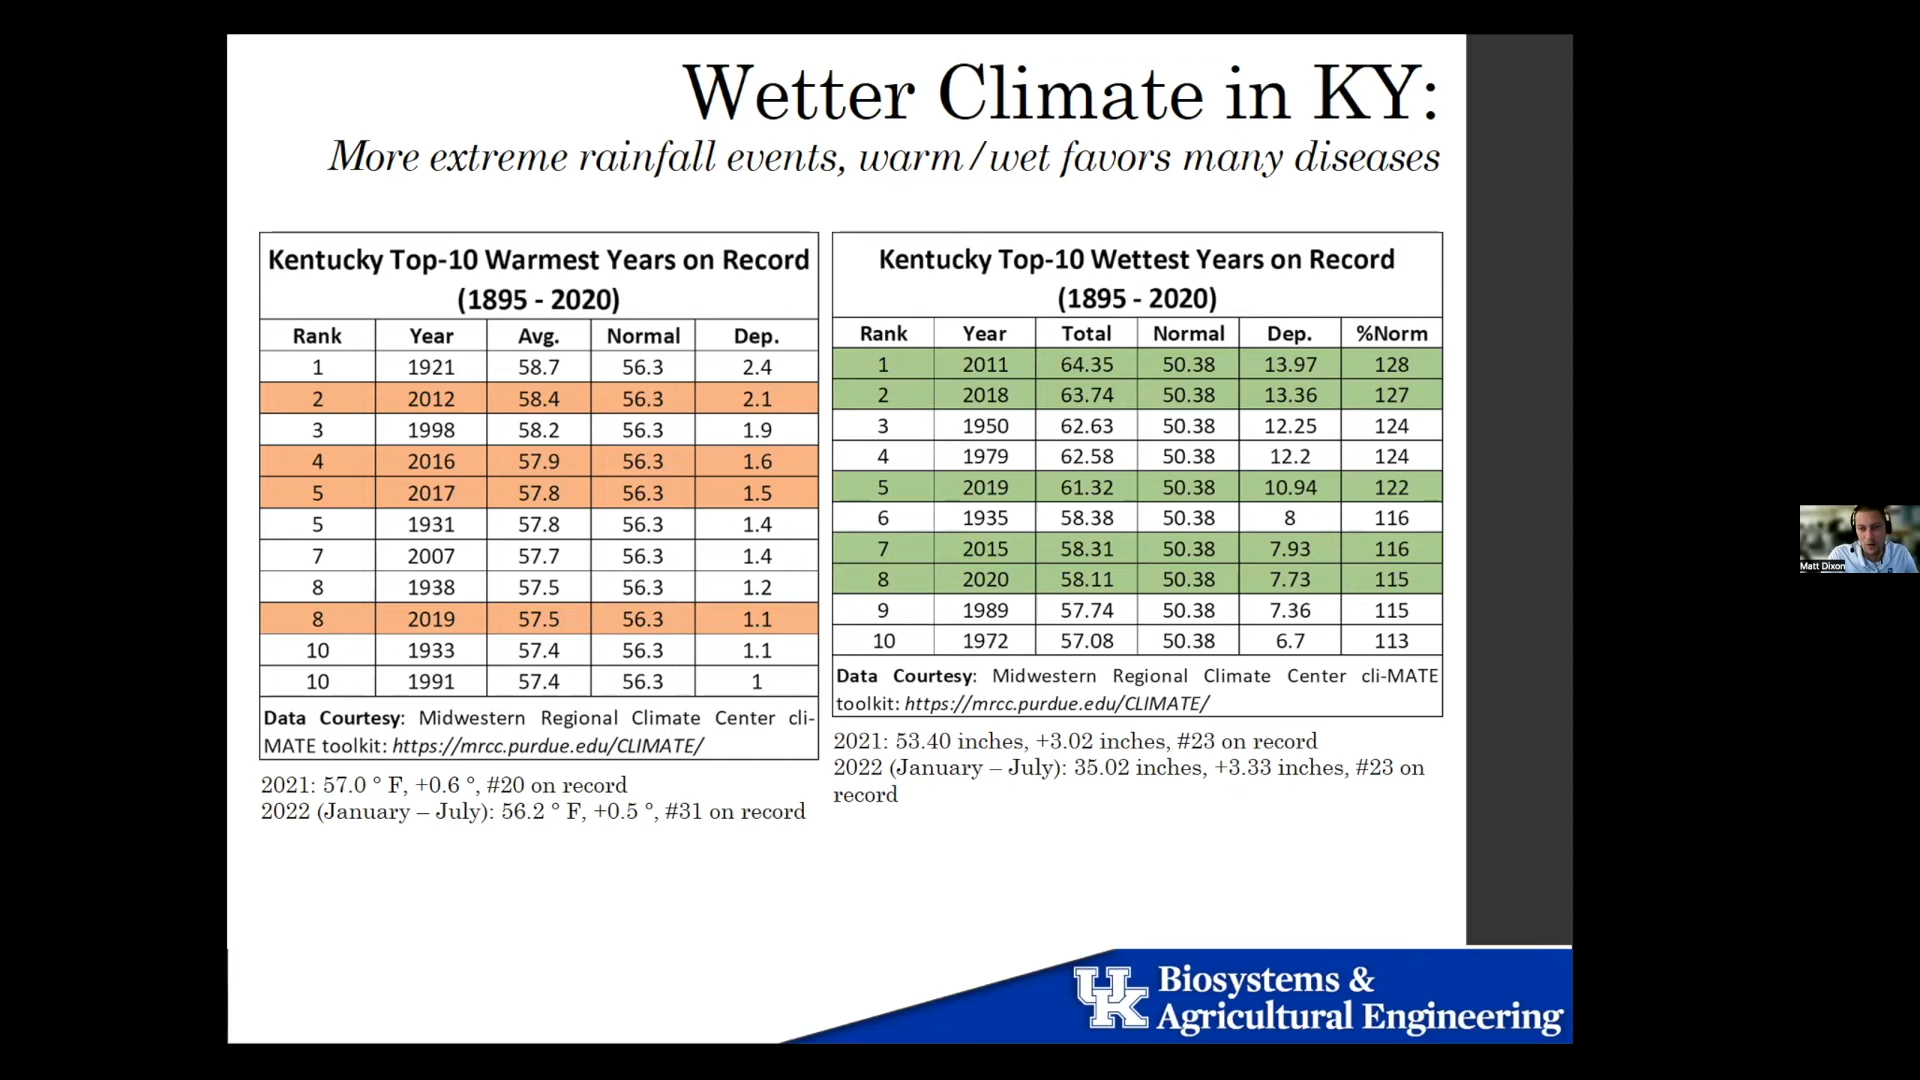 Wetter Climate in KY:
More extreme rainfall events, warm/wet favors many diseases
Kentucky Top-10 Warmest Years on Record
(1895 - 2020)
Rank Year Avg. Normal Dep.
1 1921 58.7 56.3 2.4
2 2012 58.4 56.3 2.1
3 1998 58.2 56.3 1.9
4 2016 57.9 56.3 1.6
5 2017 57.8 56.3 1.5
5 1931 57.8 56.3 1.4
7 2007 57.7 56.3 1.4
8 1938 57.5 56.3 1.2
8 2019 57.5 56.3 1.1
10 1933 57.4 56.3 1.1
10 1991 57.4 56.3 1
Data Courtesy: Midwestern Regional Climate Center cli-
MATE toolkit: https://mrcc.purdue.edu/CLIMATE/
2021: 57.0 ° F, +0.6 °, #20 on record
2022 (January – July): 56.2 ° F, +0.5 °, #31 on record
Kentucky Top-10 Wettest Years on Record
(1895 - 2020)
Rank Year Total Normal Dep. %Norm
1 2011 64.35 50.38 13.97 128
2 2018 63.74 50.38 13.36 127
3 1950 62.63 50.38 12.25 124
4 1979 62.58 50.38 12.2 124
5 2019 61.32 50.38 10.94 122
6 1935 58.38 50.38 8 116
7 2015 58.31 50.38 7.93 116
8 2020 58.11 50.38 7.73 115
9 1989 57.74 50.38 7.36 115
10 1972 57.08 50.38 6.7 113
Data Courtesy: Midwestern Regional Climate Center cli-MATE
toolkit: https://mrcc.purdue.edu/CLIMATE/
2021: 53.40 inches, +3.02 inches, #23 on record
2022 (January – July): 35.02 inches, +3.33 inches, #23 on
record
Matt Dixon
UK
Biosystems &
Agricultural Engineering